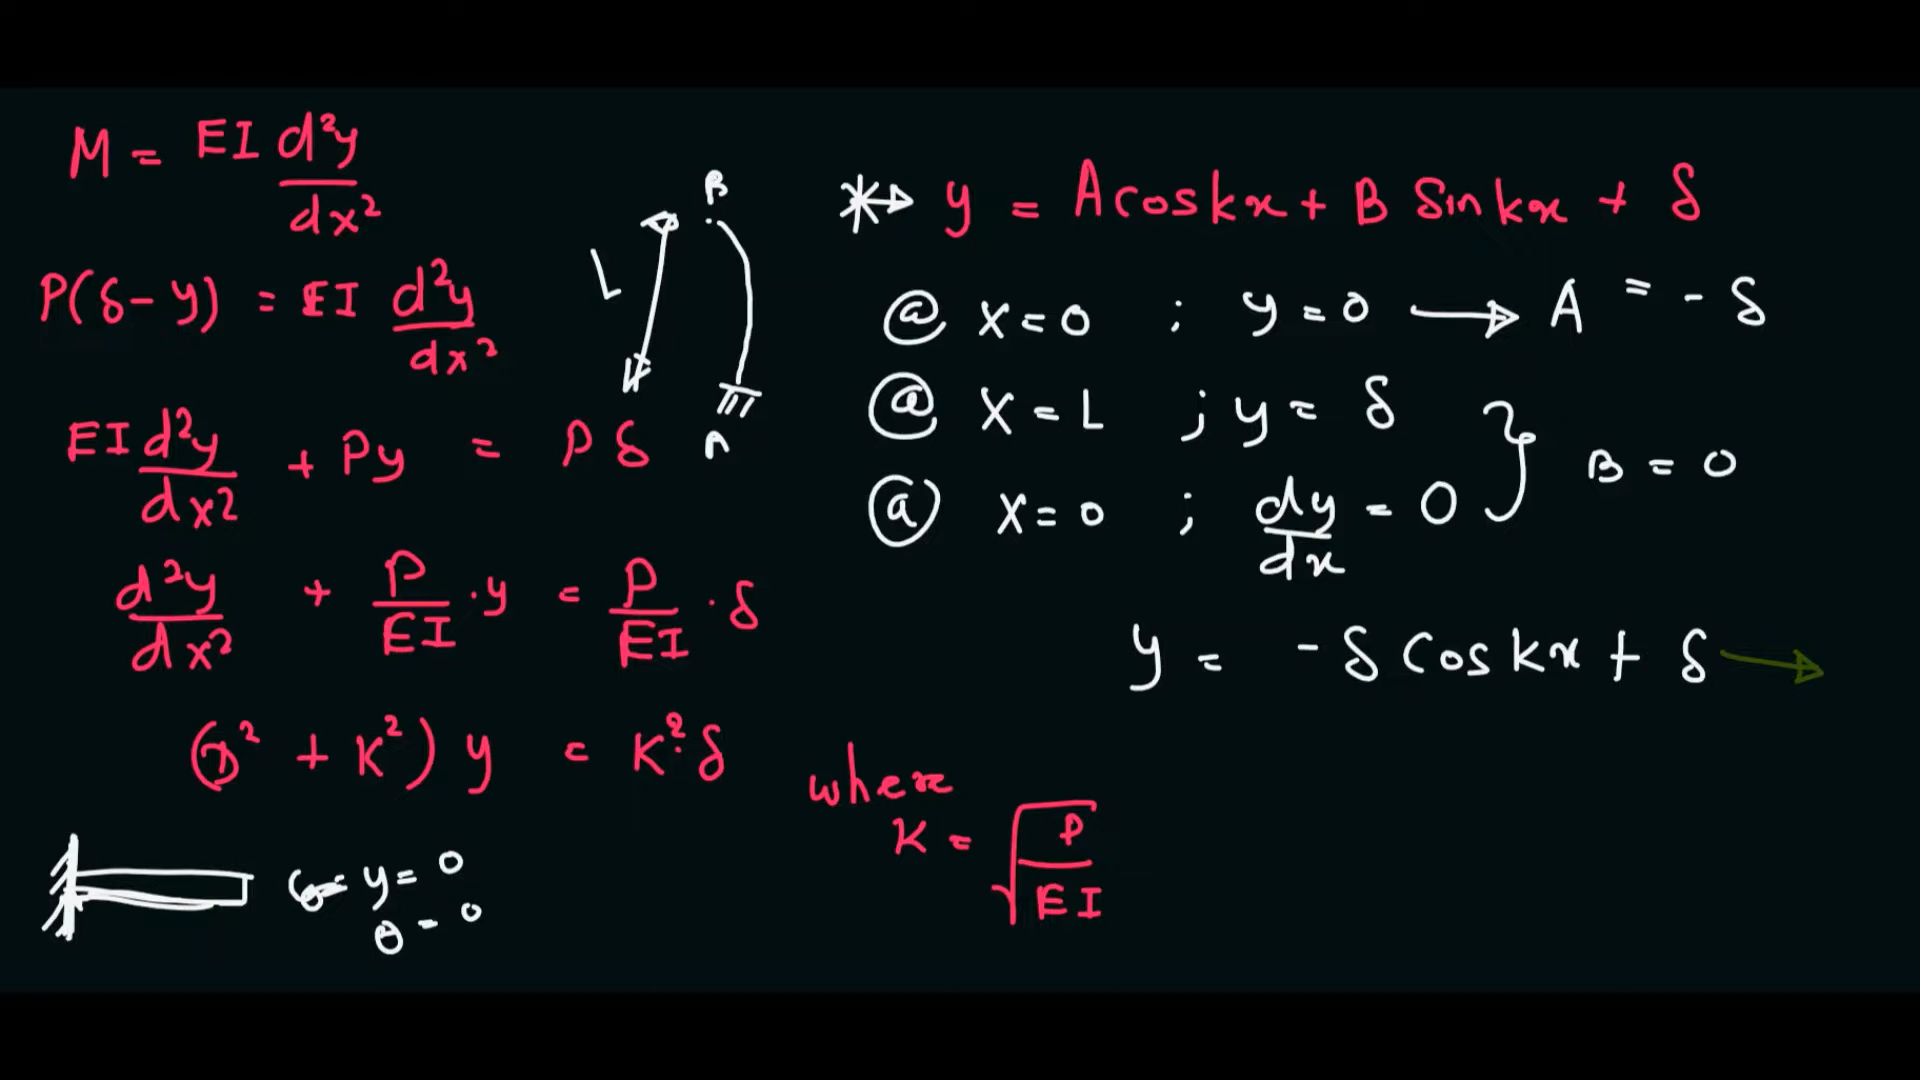 M = EI d²y/dx²
P(δ - y) = EI d²y/dx²
EI d²y/dx² + Py = Pδ
d²y/dx² + P/EI · y = P/EI · δ
(D² + K²) y = K² · δ
where
K = √(P/EI)
y = 0
θ = 0
B
L
A
y = A cos kx + B Sin kx + δ
@ x = 0 ; y = 0 → A = - δ
@ x = L ; y = δ
@ x = 0 ; dy/dx = 0
B = 0
y = - δ Cos kx + δ →